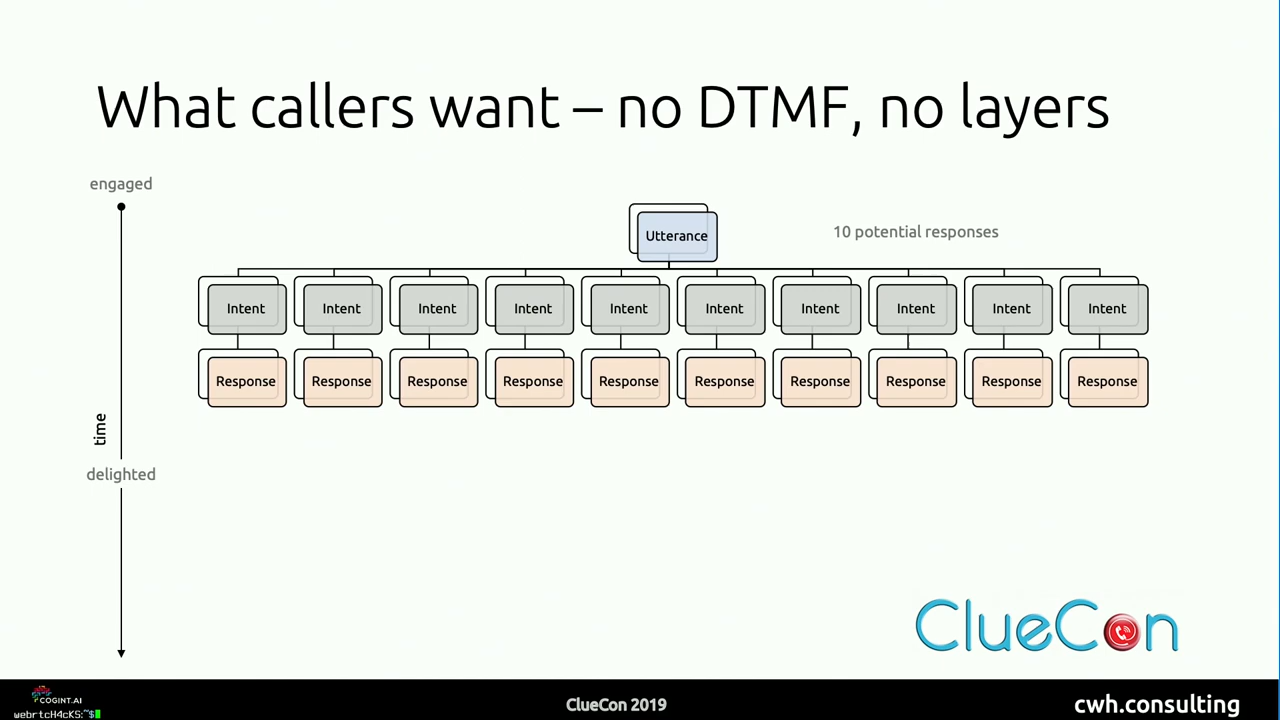 What callers want – no DTMF, no layers
engaged
Utterance
10 potential responses
Intent Intent Intent Intent Intent Intent Intent Intent Intent Intent
Response Response Response Response Response Response Response Response Response Response
time
delighted
ClueCon
COGINT.AI
webrtcH4cKS:~$
ClueCon 2019
cwh.consulting